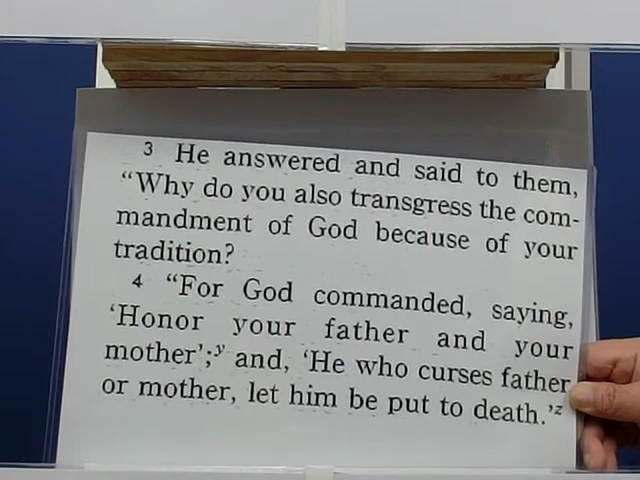 3 He answered and said to them,
“Why do you also transgress the com-
mandment of God because of your
tradition?
4 “For God commanded, saying,
‘Honor your father and your
mother’;y and, ‘He who curses father
or mother, let him be put to death.’z